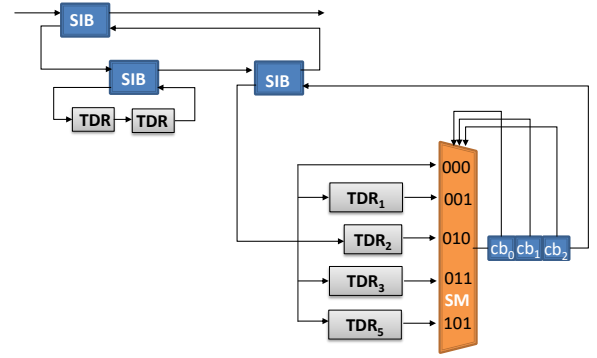 SIB
SIB
SIB
TDR TDR
000
TDR₁ 001
TDR₂ 010
cb₀ cb₁ cb₂
TDR₃ 011
SM
TDR₅ 101